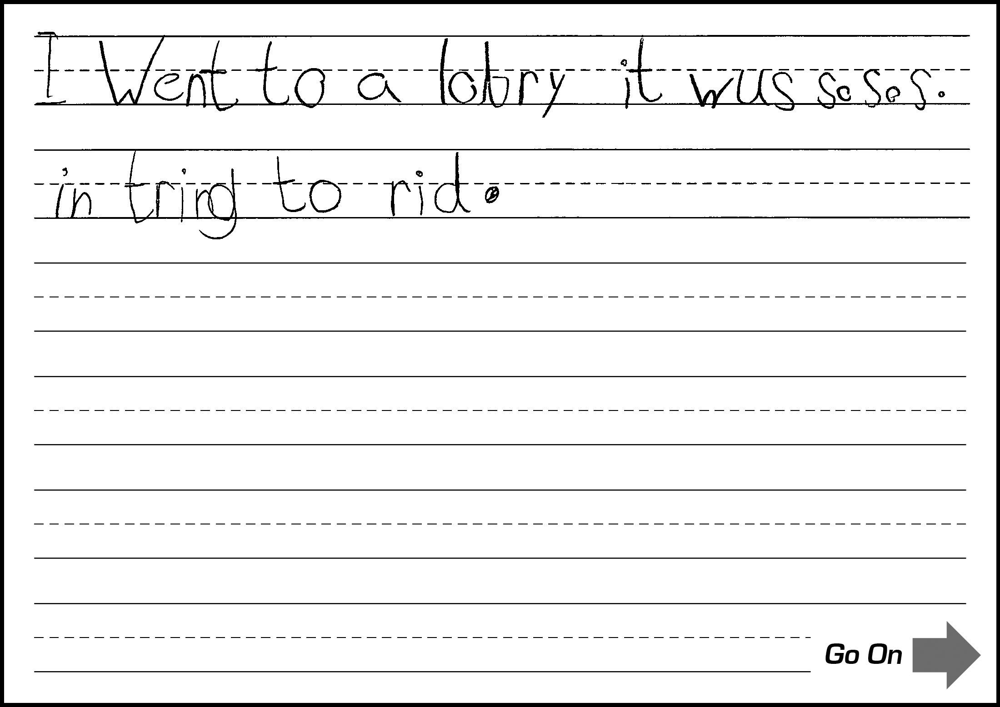 I Went to a lobry it wus sosos.
in tring to rid.
Go On